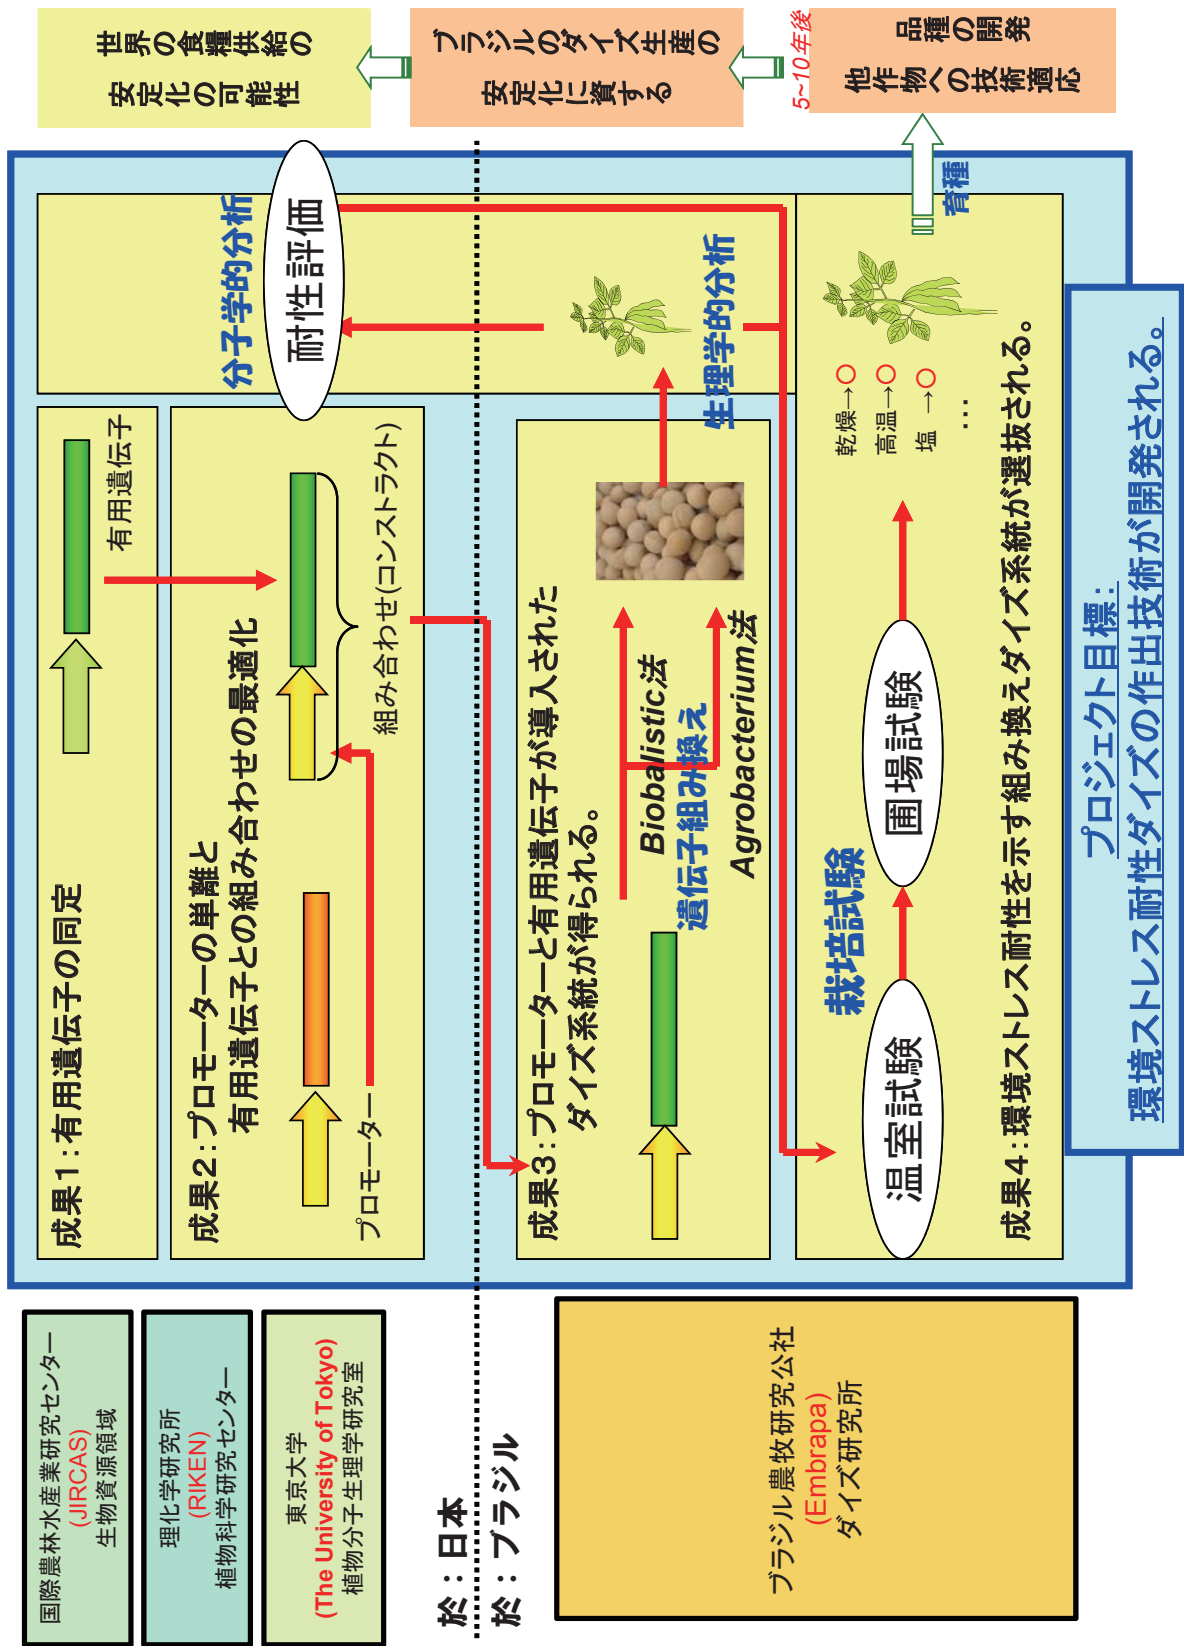 国際農林水産業研究センター
(JIRCAS)
生物資源領域
理化学研究所
(RIKEN)
植物科学研究センター
東京大学
(The University of Tokyo)
植物分子生理学研究室
於：日本
於：ブラジル
ブラジル農牧研究公社
(Embrapa)
ダイズ研究所
成果1：有用遺伝子の同定
有用遺伝子
成果2：プロモーターの単離と
有用遺伝子との組み合わせの最適化
プロモーター
組み合わせ(コンストラクト)
分子学的分析
耐性評価
成果3：プロモーターと有用遺伝子が導入された
ダイズ系統が得られる。
Biobalistic法
遺伝子組み換え
Agrobacterium法
生理学的分析
栽培試験
温室試験
圃場試験
乾燥→○
高温→○
塩 →○
…
成果4：環境ストレス耐性を示す組み換えダイズ系統が選抜される。
育種
プロジェクト目標：
環境ストレス耐性ダイズの作出技術が開発される。
世界の食糧供給の
安定化の可能性
ブラジルのダイズ生産の
安定化に資する
5~10年後
品種の開発
他作物への技術適応